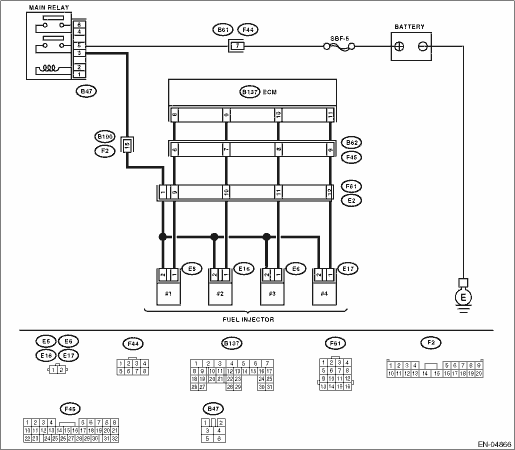 MAIN RELAY
6
4
5
3
2
1
B47
B61 F44
7
SBF-5
BATTERY
B137 ECM
8 9 10 11
B100
F2
15
6 7 8 9
B62
F45
1 9 10 11 12
F61
E2
2 1 E5
2 1 E16
2 1 E6
2 1 E17
#1 #2 #3 #4
FUEL INJECTOR
E
E5 E6
E16 E17
1 2
F44
1 2 3 4
5 6 7 8
B137
1 2 3 4 5 6 7
8 9 10 11 12 13 14 15 16 17
18 19 20 21 22 23 24 25
26 27 28 29 30 31
F61
1 2 3 4
5 6 7 8
9 10 11 12
13 14 15 16
F2
1 2 3 4 5 6 7 8 9
10 11 12 13 14 15 16 17 18 19 20
F45
1 2 3 4 5 6 7 8 9 10
11 12 13 14 15 16 17 18 19 20 21
22 23 24 25 26 27 28 29 30 31 32
B47
1 2
3 4
5 6
EN-04866